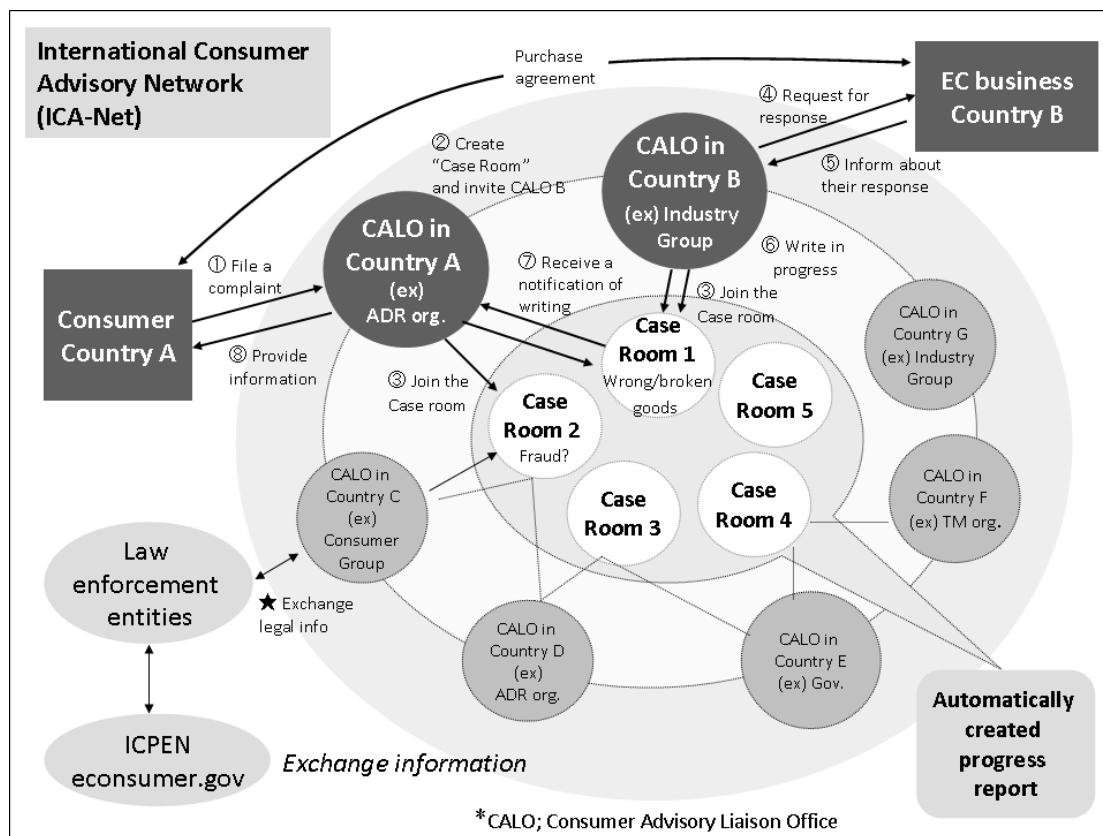 International Consumer
Advisory Network
(ICA-Net)
Purchase
agreement
EC business
Country B
④ Request for
response
⑤ Inform about
their response
② Create
“Case Room”
and invite CALO B
CALO in
Country B
(ex) Industry
Group
CALO in
Country A
(ex)
ADR org.
① File a
complaint
Consumer
Country A
⑧ Provide
information
⑦ Receive a
notification of
writing
⑥ Write in
progress
③ Join the
Case room
③ Join the
Case room
Case
Room 1
Wrong/broken
goods
Case
Room 2
Fraud?
Case
Room 5
Case
Room 3
Case
Room 4
CALO in
Country G
(ex) Industry
Group
CALO in
Country F
(ex) TM org.
CALO in
Country C
(ex)
Consumer
Group
CALO in
Country D
(ex)
ADR org.
CALO in
Country E
(ex) Gov.
Law
enforcement
entities
★ Exchange
legal info
ICPEN
econsumer.gov
Exchange information
Automatically
created
progress
report
*CALO; Consumer Advisory Liaison Office